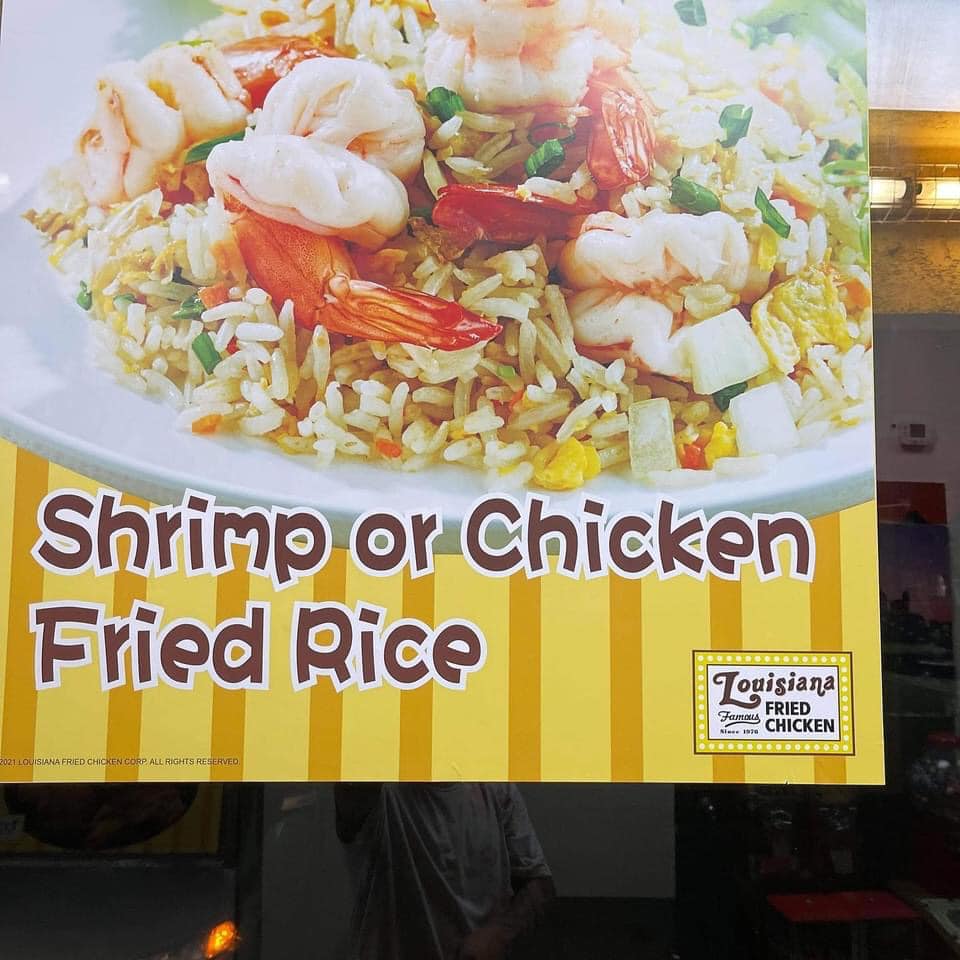 Shrimp or Chicken
Fried Rice
Louisiana
Famous
FRIED
CHICKEN
Since 1976
2021 LOUISIANA FRIED CHICKEN CORP. ALL RIGHTS RESERVED.